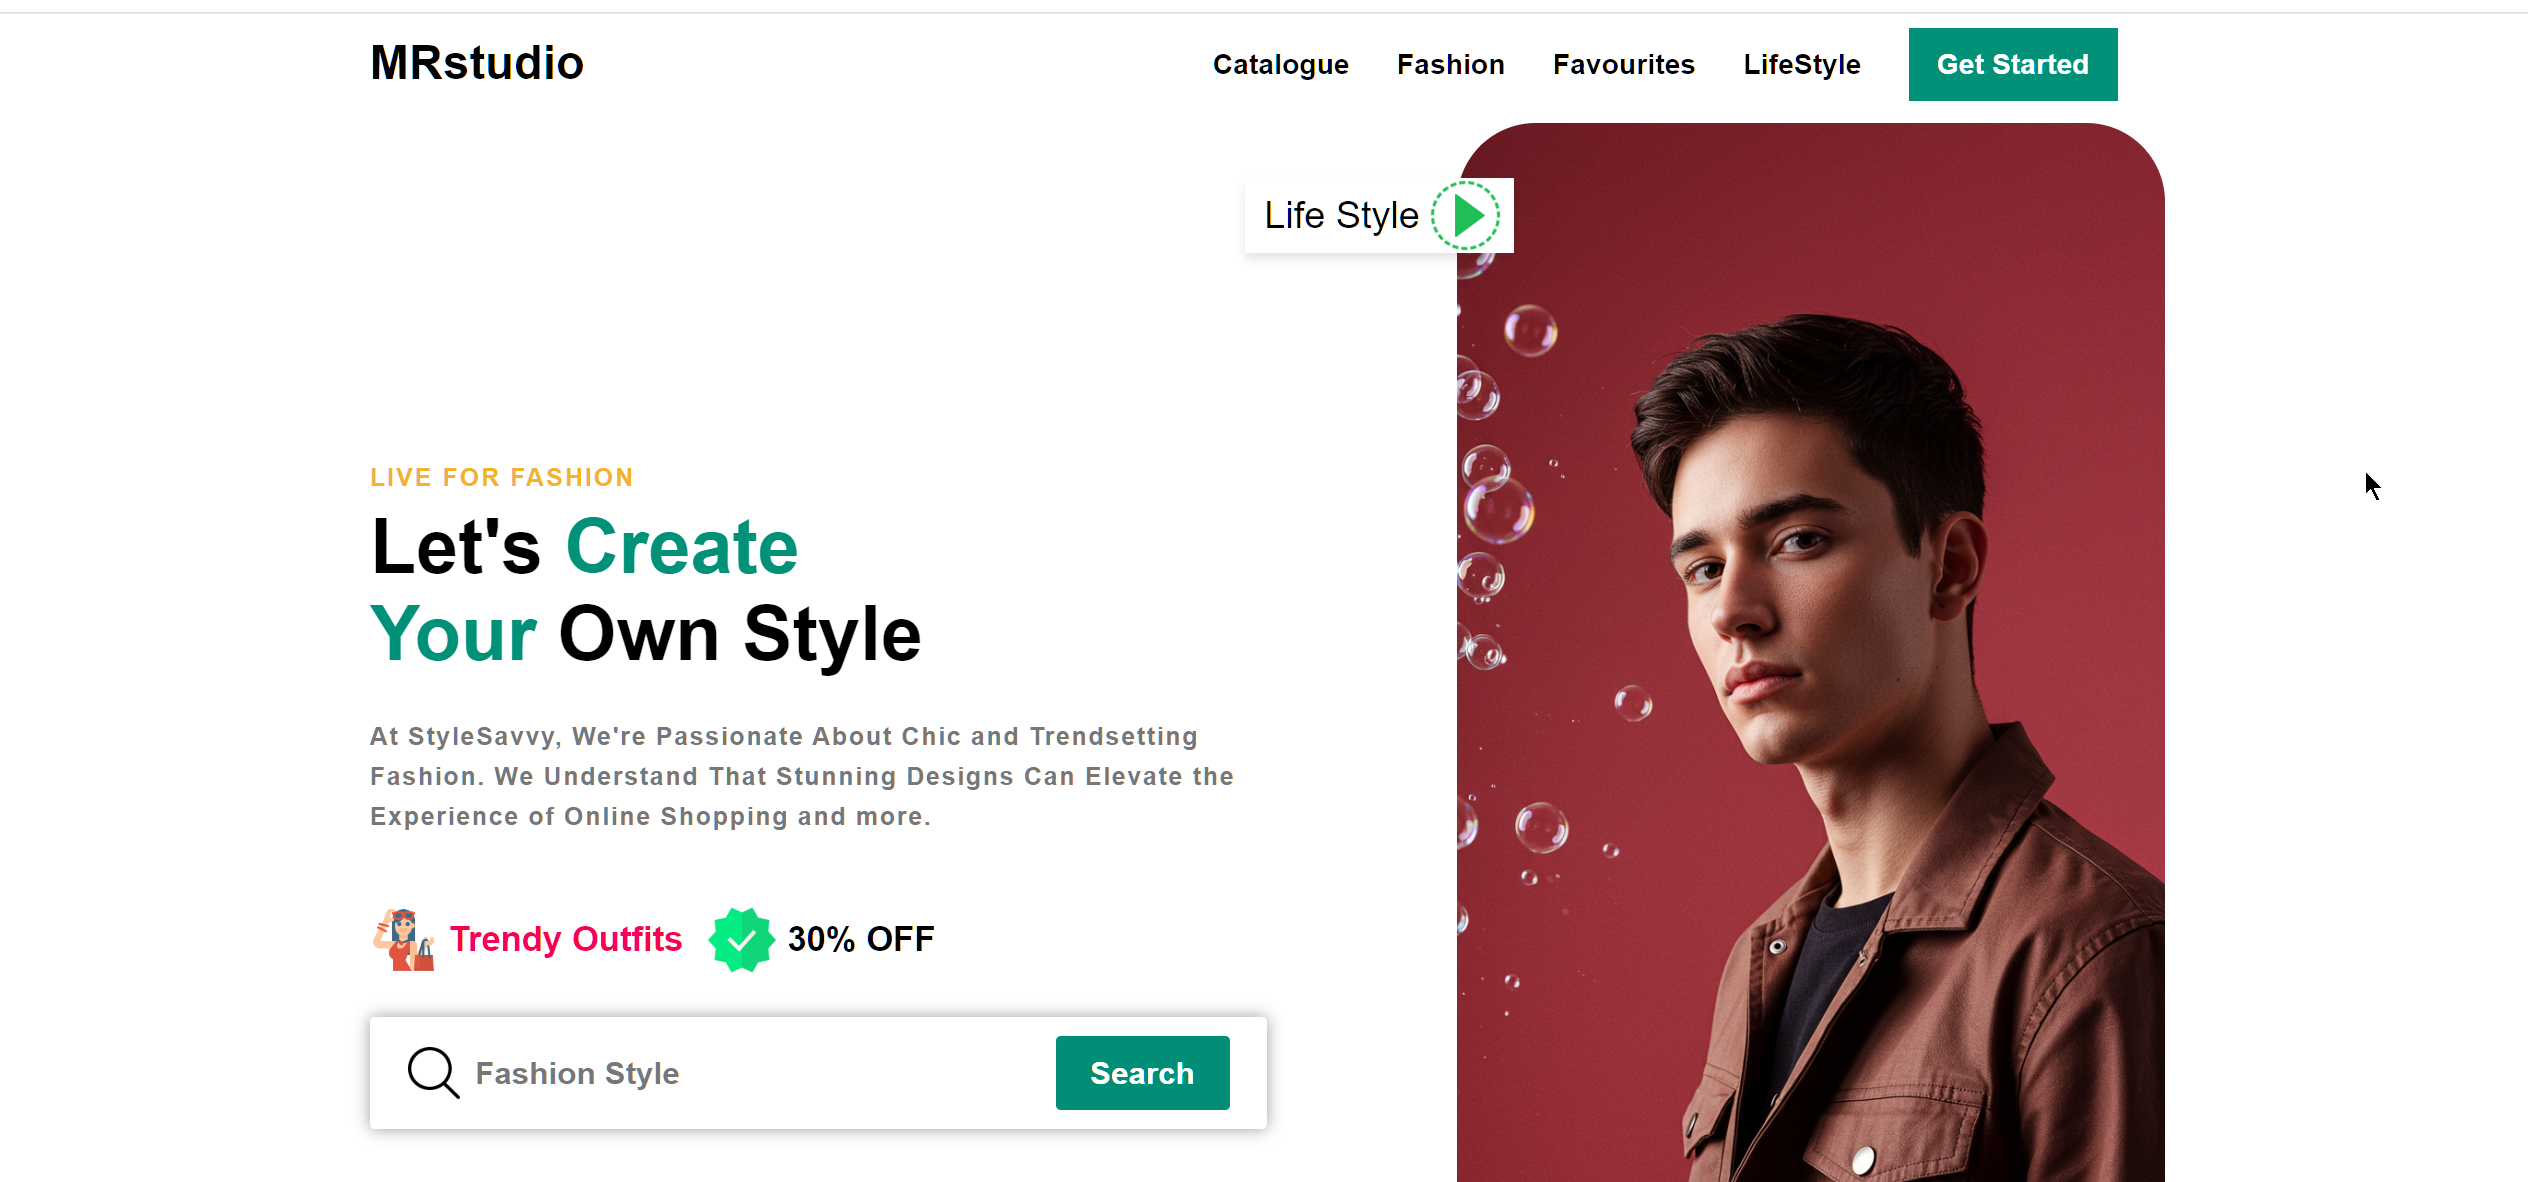 MRstudio
Catalogue Fashion Favourites LifeStyle Get Started
Life Style
LIVE FOR FASHION
Let's Create
Your Own Style
At StyleSavvy, We're Passionate About Chic and Trendsetting
Fashion. We Understand That Stunning Designs Can Elevate the
Experience of Online Shopping and more.
Trendy Outfits 30% OFF
Fashion Style Search